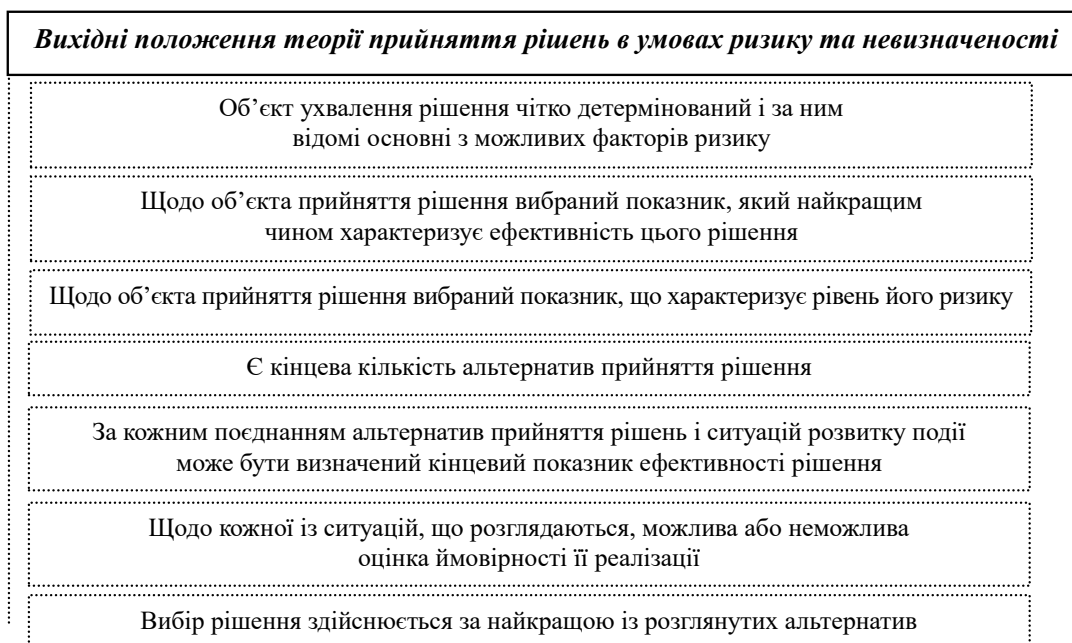 Вихідні положення теорії прийняття рішень в умовах ризику та невизначеності
Об’єкт ухвалення рішення чітко детермінований і за ним
відомі основні з можливих факторів ризику
Щодо об’єкта прийняття рішення вибраний показник, який найкращим
чином характеризує ефективність цього рішення
Щодо об’єкта прийняття рішення вибраний показник, що характеризує рівень його ризику
Є кінцева кількість альтернатив прийняття рішення
За кожним поєднанням альтернатив прийняття рішень і ситуацій розвитку події
може бути визначений кінцевий показник ефективності рішення
Щодо кожної із ситуацій, що розглядаються, можлива або неможлива
оцінка ймовірності її реалізації
Вибір рішення здійснюється за найкращою із розглянутих альтернатив